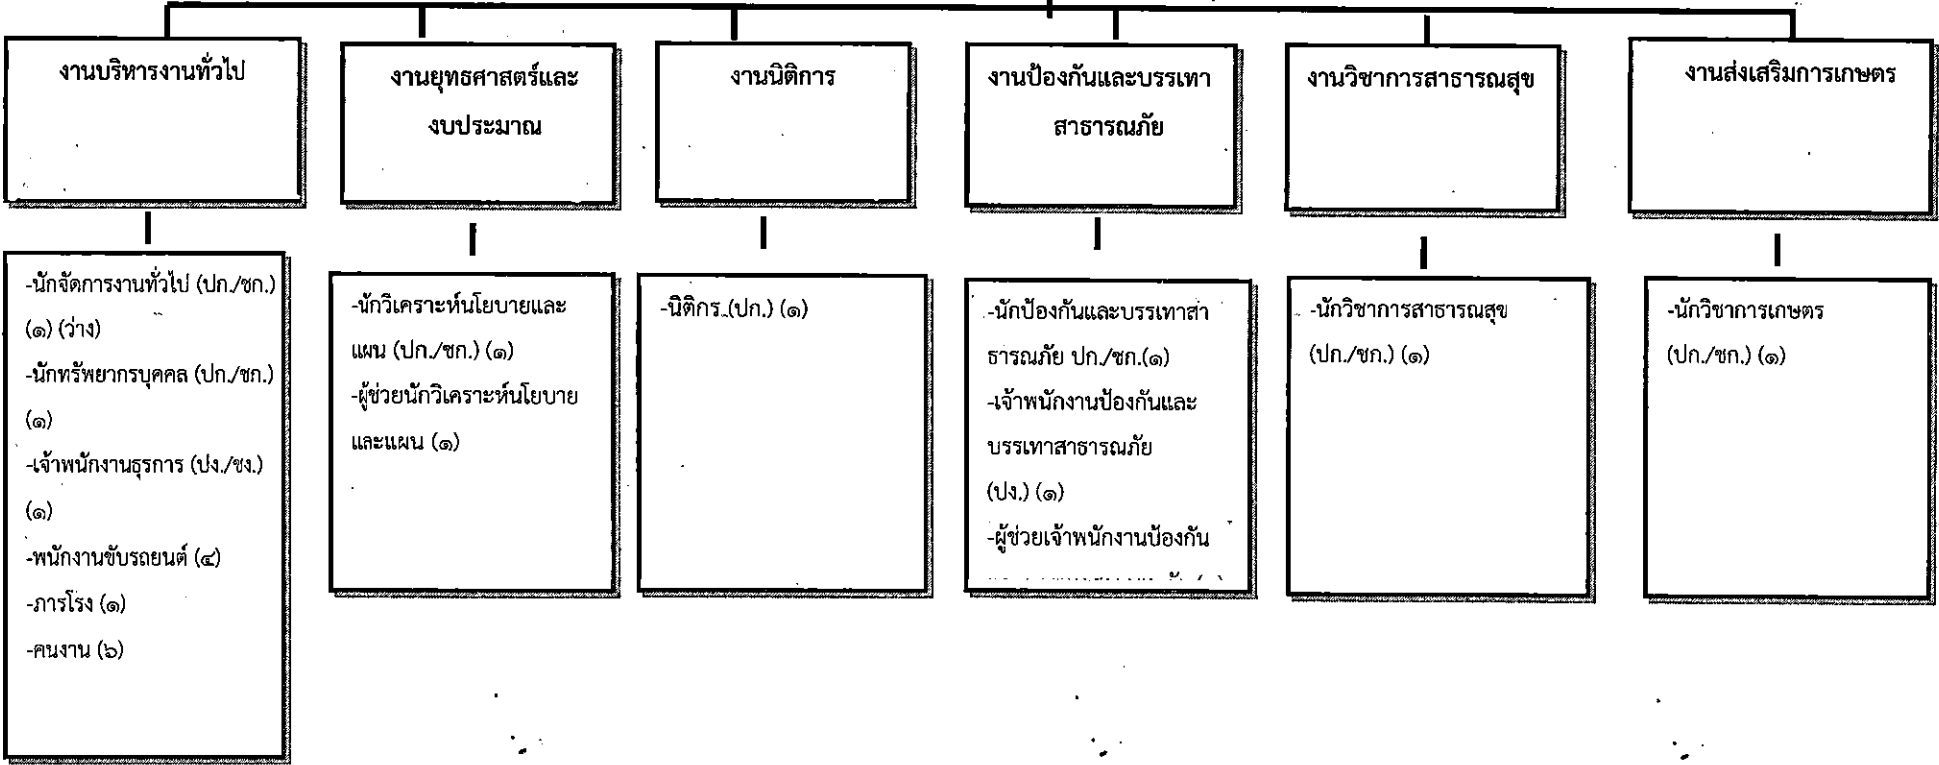 งานบริหารงานทั่วไป
งานยุทธศาสตร์และ
งบประมาณ
งานนิติการ
งานป้องกันและบรรเทา
สาธารณภัย
งานวิชาการสาธารณสุข
งานส่งเสริมการเกษตร
-นักจัดการงานทั่วไป (ปก./ชก.)
(๑) (ว่าง)
-นักทรัพยากรบุคคล (ปก./ชก.)
(๑)
-เจ้าพนักงานธุรการ (ปง./ชง.)
(๑)
-พนักงานขับรถยนต์ (๔)
-ภารโรง (๑)
-คนงาน (๖)
-นักวิเคราะห์นโยบายและ
แผน (ปก./ชก.) (๑)
-ผู้ช่วยนักวิเคราะห์นโยบาย
และแผน (๑)
-นิติกร (ปก.) (๑)
-นักป้องกันและบรรเทาสา
ธารณภัย ปก./ชก.(๑)
-เจ้าพนักงานป้องกันและ
บรรเทาสาธารณภัย
(ปง.) (๑)
-ผู้ช่วยเจ้าพนักงานป้องกัน
-นักวิชาการสาธารณสุข
(ปก./ชก.) (๑)
-นักวิชาการเกษตร
(ปก./ชก.) (๑)